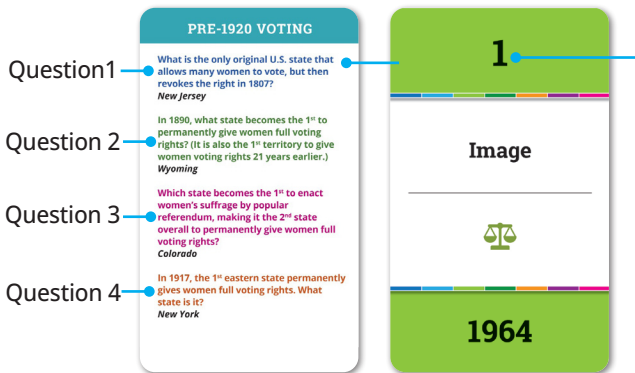 PRE-1920 VOTING
Question1
What is the only original U.S. state that
allows many women to vote, but then
revokes the right in 1807?
New Jersey
Question 2
In 1890, what state becomes the 1st to
permanently give women full voting
rights? (It is also the 1st territory to give
women voting rights 21 years earlier.)
Wyoming
Question 3
Which state becomes the 1st to enact
women's suffrage by popular
referendum, making it the 2nd state
overall to permanently give women full
voting rights?
Colorado
Question 4
In 1917, the 1st eastern state permanently
gives women full voting rights. What
state is it?
New York
1
Image
1964